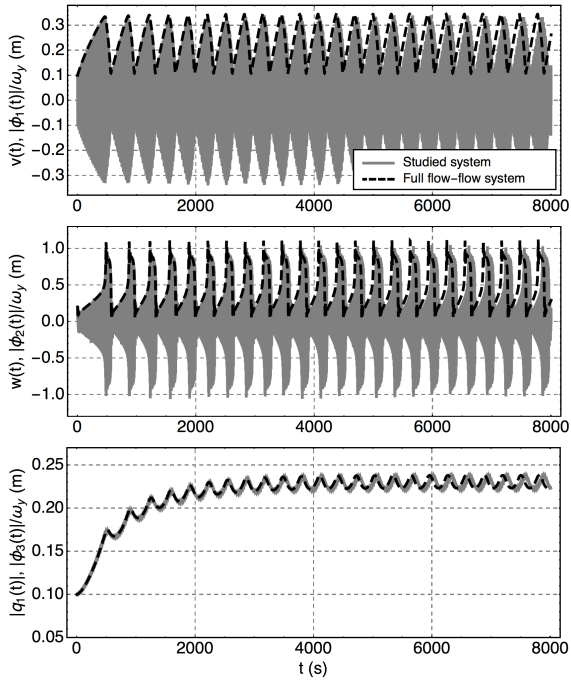 v(t), |ϕ₁(t)|/ω_y (m)
0.3
0.2
0.1
0.0
−0.1
−0.2
−0.3
Studied system
Full flow−flow system
0 2000 4000 6000 8000
w(t), |ϕ₂(t)|/ω_y (m)
1.0
0.5
0.0
−0.5
−1.0
0 2000 4000 6000 8000
|q₁(t)|, |ϕ₃(t)|/ω_y (m)
0.25
0.20
0.15
0.10
0.05
0 2000 4000 6000 8000
t (s)